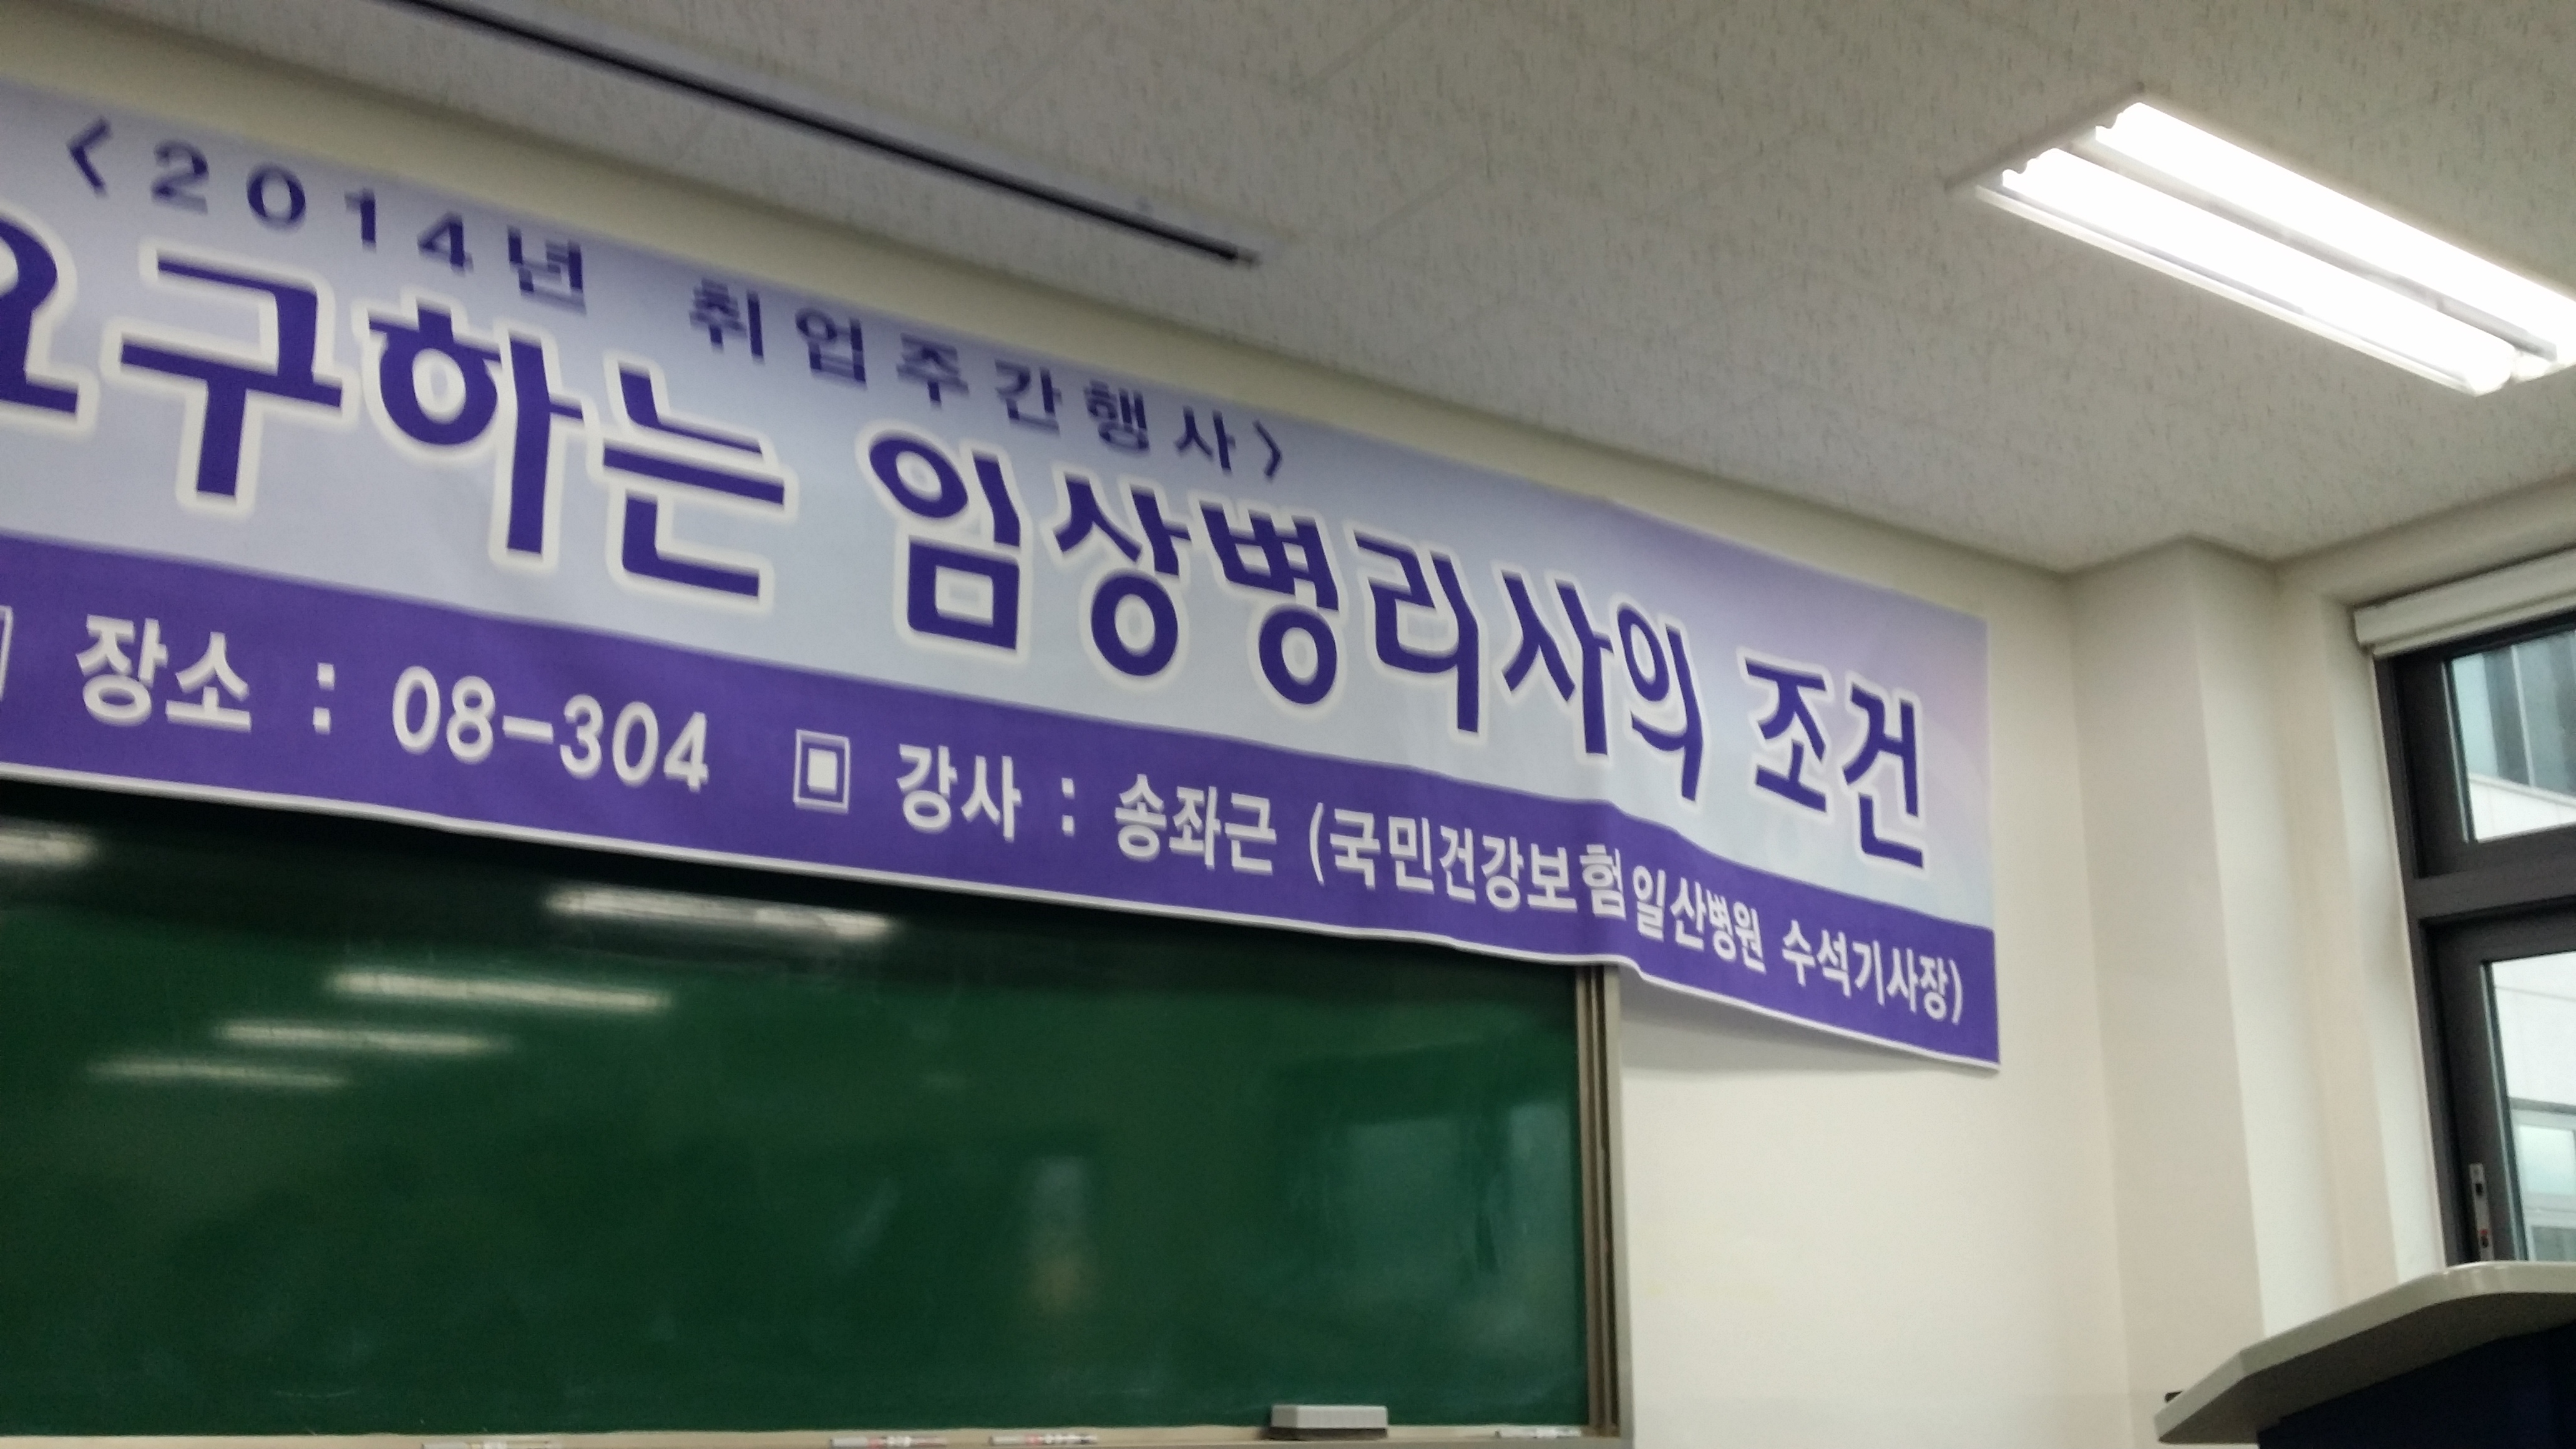 <2014년 취업주간행사>
요구하는 임상병리사의 조건
장소 : 08-304 ▣ 강사 : 송좌근 (국민건강보험일산병원 수석기사장)